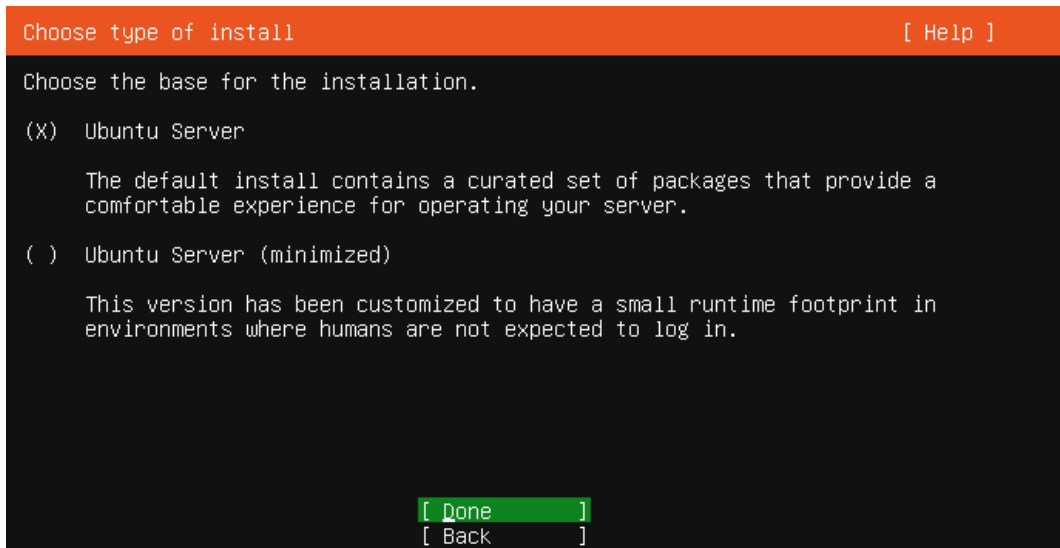 Choose type of install [ Help ]
Choose the base for the installation.
(X) Ubuntu Server
The default install contains a curated set of packages that provide a
comfortable experience for operating your server.
( ) Ubuntu Server (minimized)
This version has been customized to have a small runtime footprint in
environments where humans are not expected to log in.
[ Done ]
[ Back ]